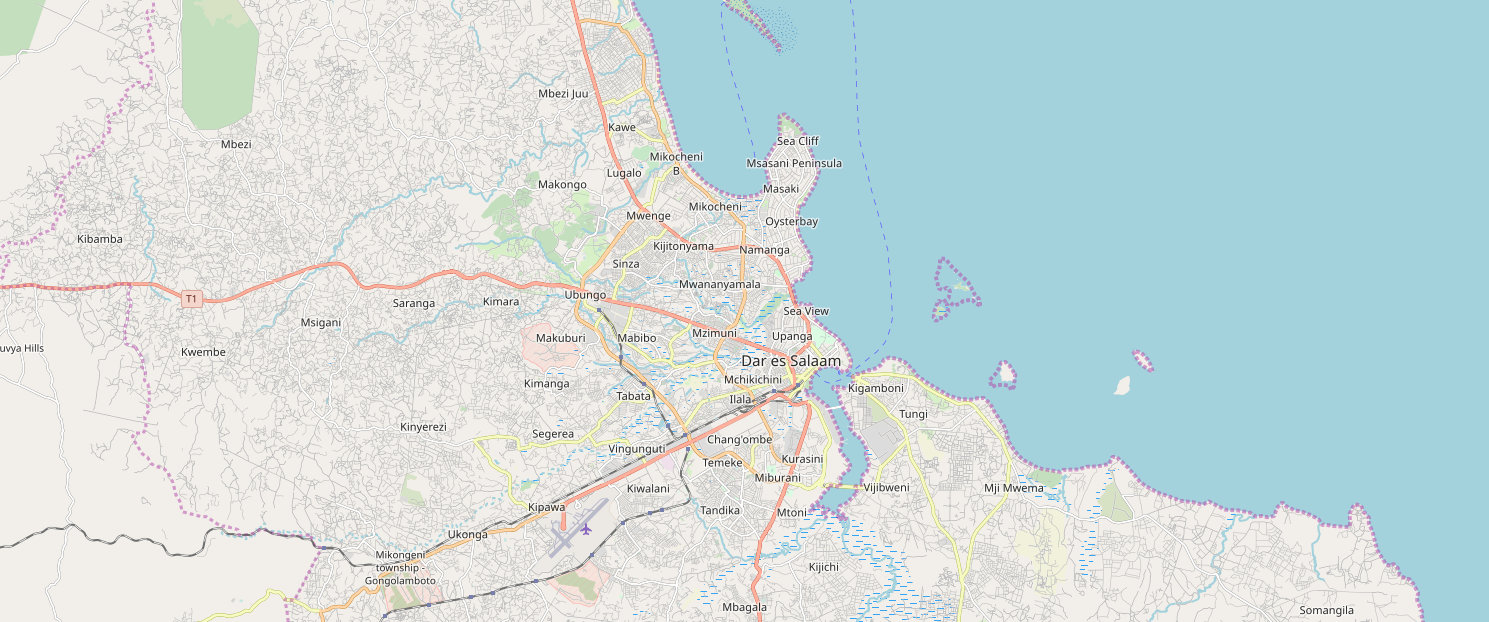 Mbezi Juu
Kawe
Mbezi
Sea Cliff
Mikocheni
B
Msasani Peninsula
Lugalo
Makongo
Masaki
Mikocheni
Mwenge
Oysterbay
Kibamba
Kijitonyama
Namanga
Sinza
Mwananyamala
Ubungo
T1
Saranga
Kimara
Sea View
Msigani
Makuburi
Mabibo
Mzimuni
Upanga
uvya Hills
Kwembe
Dar es Salaam
Kimanga
Mchikichini
Kigamboni
Tabata
Ilala
Tungi
Kinyerezi
Segerea
Chang'ombe
Vingunguti
Temeke
Kurasini
Miburani
Kiwalani
Vijibweni
Mji Mwema
Kipawa
Tandika
Mtoni
Ukonga
Mikongeni
township -
Gongolamboto
Kijichi
Mbagala
Somangila